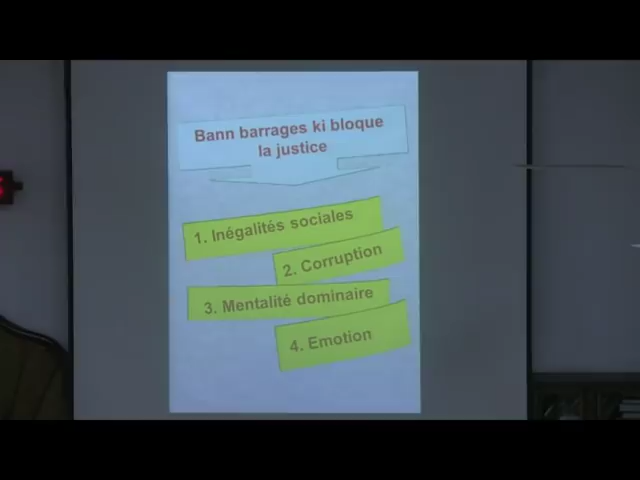 Bann barrages ki bloque
la justice
1. Inégalités sociales
2. Corruption
3. Mentalité dominaire
4. Emotion